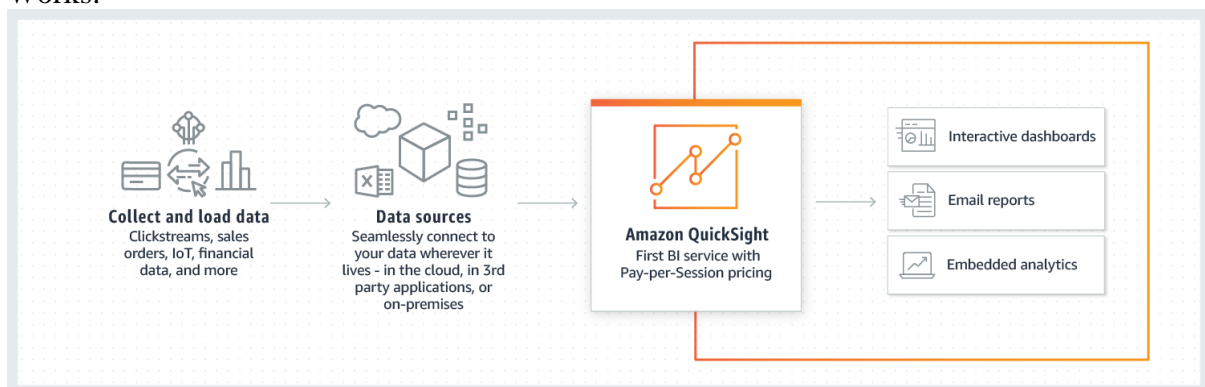 works:
Collect and load data
Clickstreams, sales
orders, IoT, financial
data, and more
Data sources
Seamlessly connect to
your data wherever it
lives - in the cloud, in 3rd
party applications, or
on-premises
Amazon QuickSight
First BI service with
Pay-per-Session pricing
Interactive dashboards
Email reports
Embedded analytics